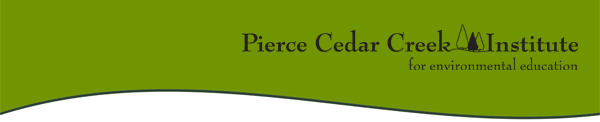 Pierce Cedar Creek Institute
for environmental education